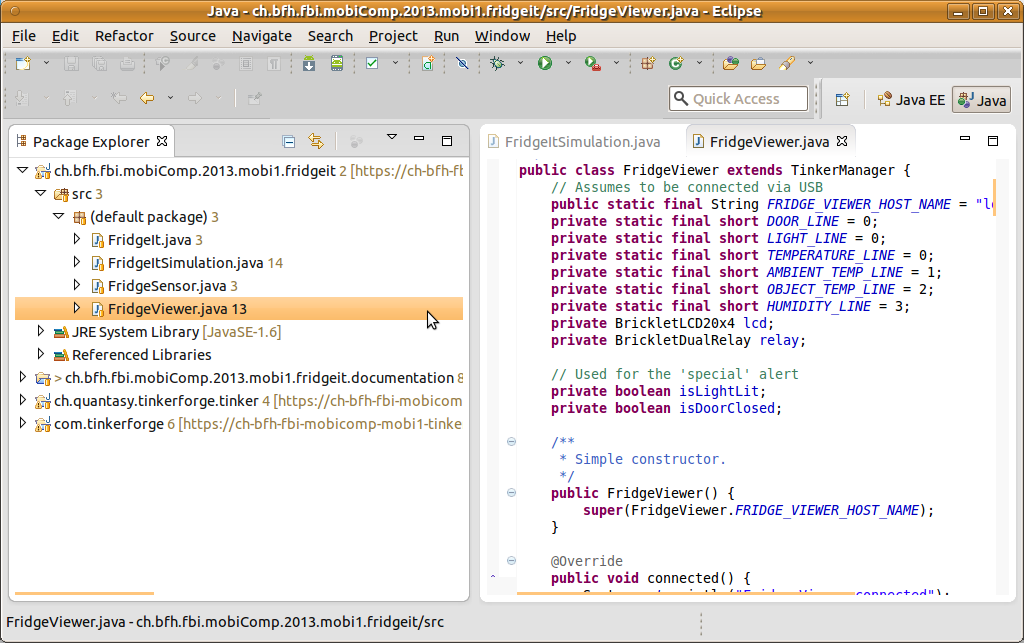 Java - ch.bfh.fbi.mobiComp.2013.mobi1.fridgeit/src/FridgeViewer.java - Eclipse
File Edit Refactor Source Navigate Search Project Run Window Help
Quick Access
Java EE
Java
Package Explorer
ch.bfh.fbi.mobiComp.2013.mobi1.fridgeit 2 [https://ch-bfh-f
src 3
(default package) 3
FridgeIt.java 3
FridgeItSimulation.java 14
FridgeSensor.java 3
FridgeViewer.java 13
JRE System Library [JavaSE-1.6]
Referenced Libraries
> ch.bfh.fbi.mobiComp.2013.mobi1.fridgeit.documentation 8
ch.quantasy.tinkerforge.tinker 4 [https://ch-bfh-fbi-mobicom
com.tinkerforge 6 [https://ch-bfh-fbi-mobicomp-mobi1-tinke
FridgeItSimulation.java
FridgeViewer.java
public class FridgeViewer extends TinkerManager {
// Assumes to be connected via USB
public static final String FRIDGE_VIEWER_HOST_NAME = "l
private static final short DOOR_LINE = 0;
private static final short LIGHT_LINE = 0;
private static final short TEMPERATURE_LINE = 0;
private static final short AMBIENT_TEMP_LINE = 1;
private static final short OBJECT_TEMP_LINE = 2;
private static final short HUMIDITY_LINE = 3;
private BrickletLCD20x4 lcd;
private BrickletDualRelay relay;
// Used for the 'special' alert
private boolean isLightLit;
private boolean isDoorClosed;
/**
* Simple constructor.
*/
public FridgeViewer() {
super(FridgeViewer.FRIDGE_VIEWER_HOST_NAME);
}
@Override
public void connected() {
connected");
FridgeViewer.java - ch.bfh.fbi.mobiComp.2013.mobi1.fridgeit/src